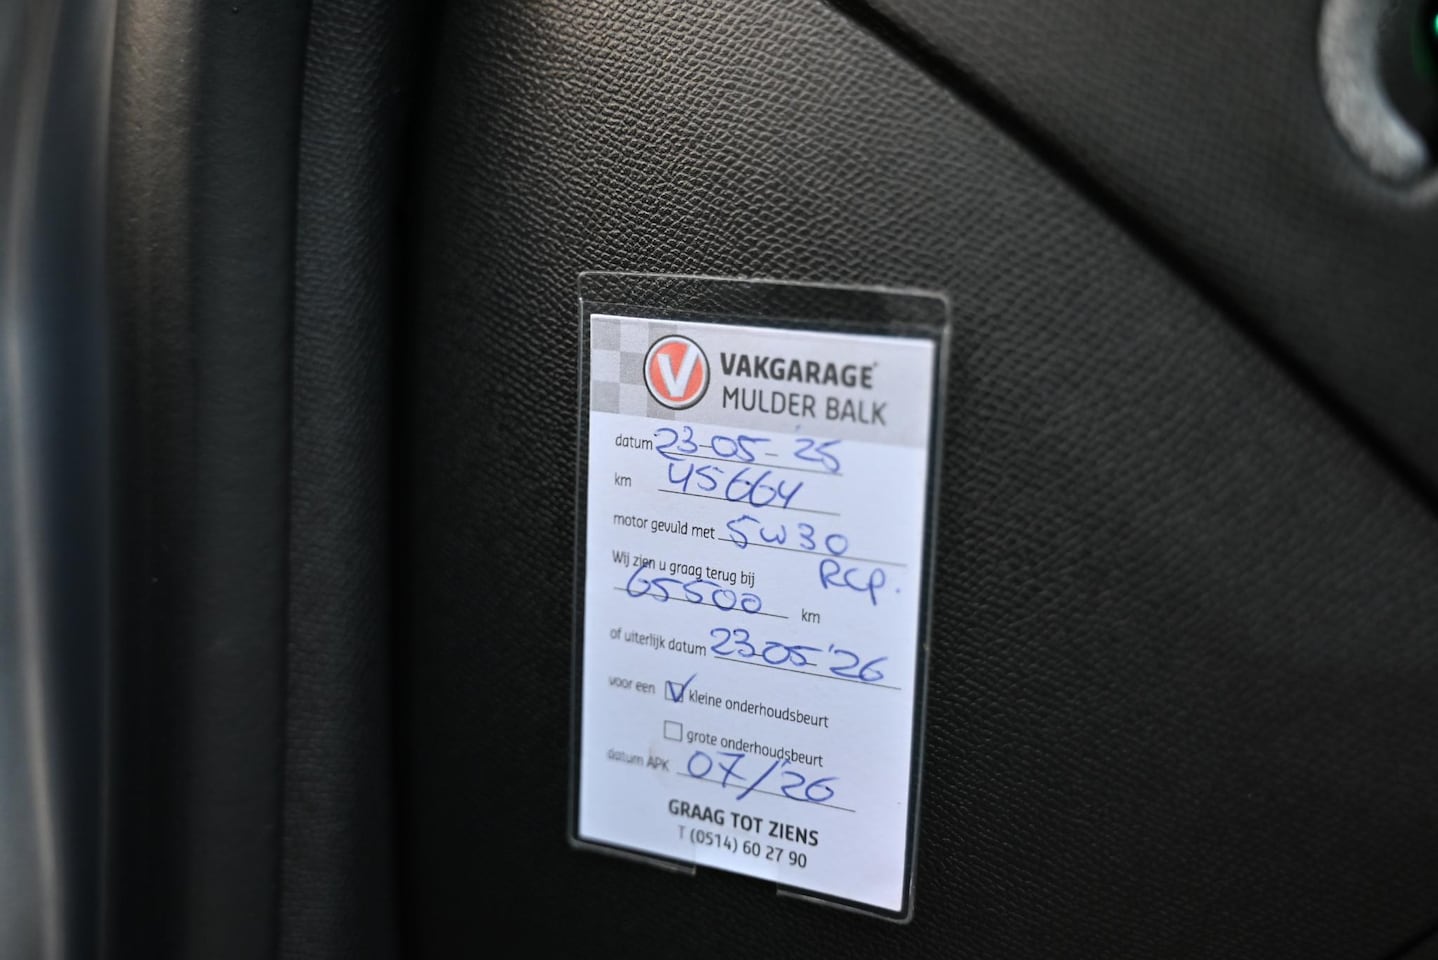 VAKGARAGE
MULDER BALK
datum 23-05-'25
km 45664
motor gevuld met 5w30
RCP.
Wij zien u graag terug bij
65500 km
of uiterlijk datum 23-05-'26
voor een kleine onderhoudsbeurt
grote onderhoudsbeurt
datum APK 07/'26
GRAAG TOT ZIENS
T (0514) 60 27 90